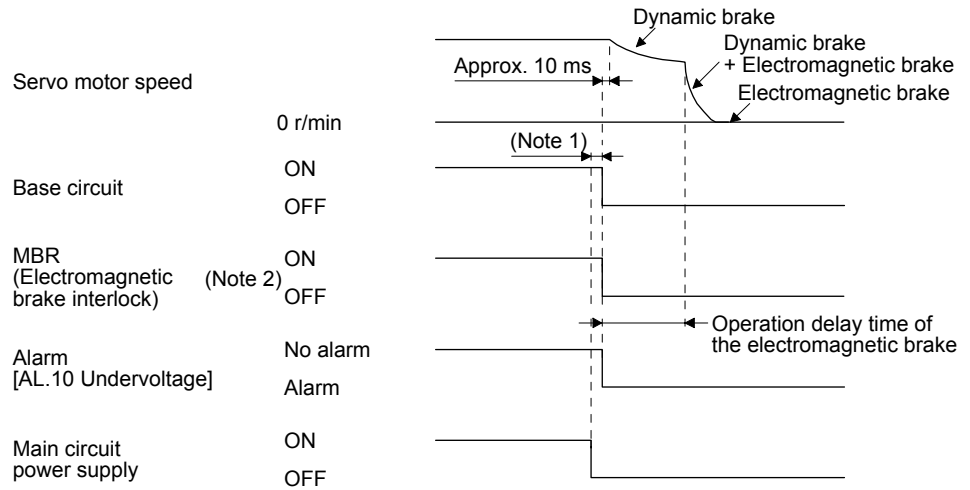 Dynamic brake
Dynamic brake
+ Electromagnetic brake
Electromagnetic brake
Approx. 10 ms
Servo motor speed
0 r/min
(Note 1)
Base circuit
ON
OFF
MBR
(Electromagnetic
brake interlock)
(Note 2)
ON
OFF
Operation delay time of
the electromagnetic brake
Alarm
[AL.10 Undervoltage]
No alarm
Alarm
Main circuit
power supply
ON
OFF